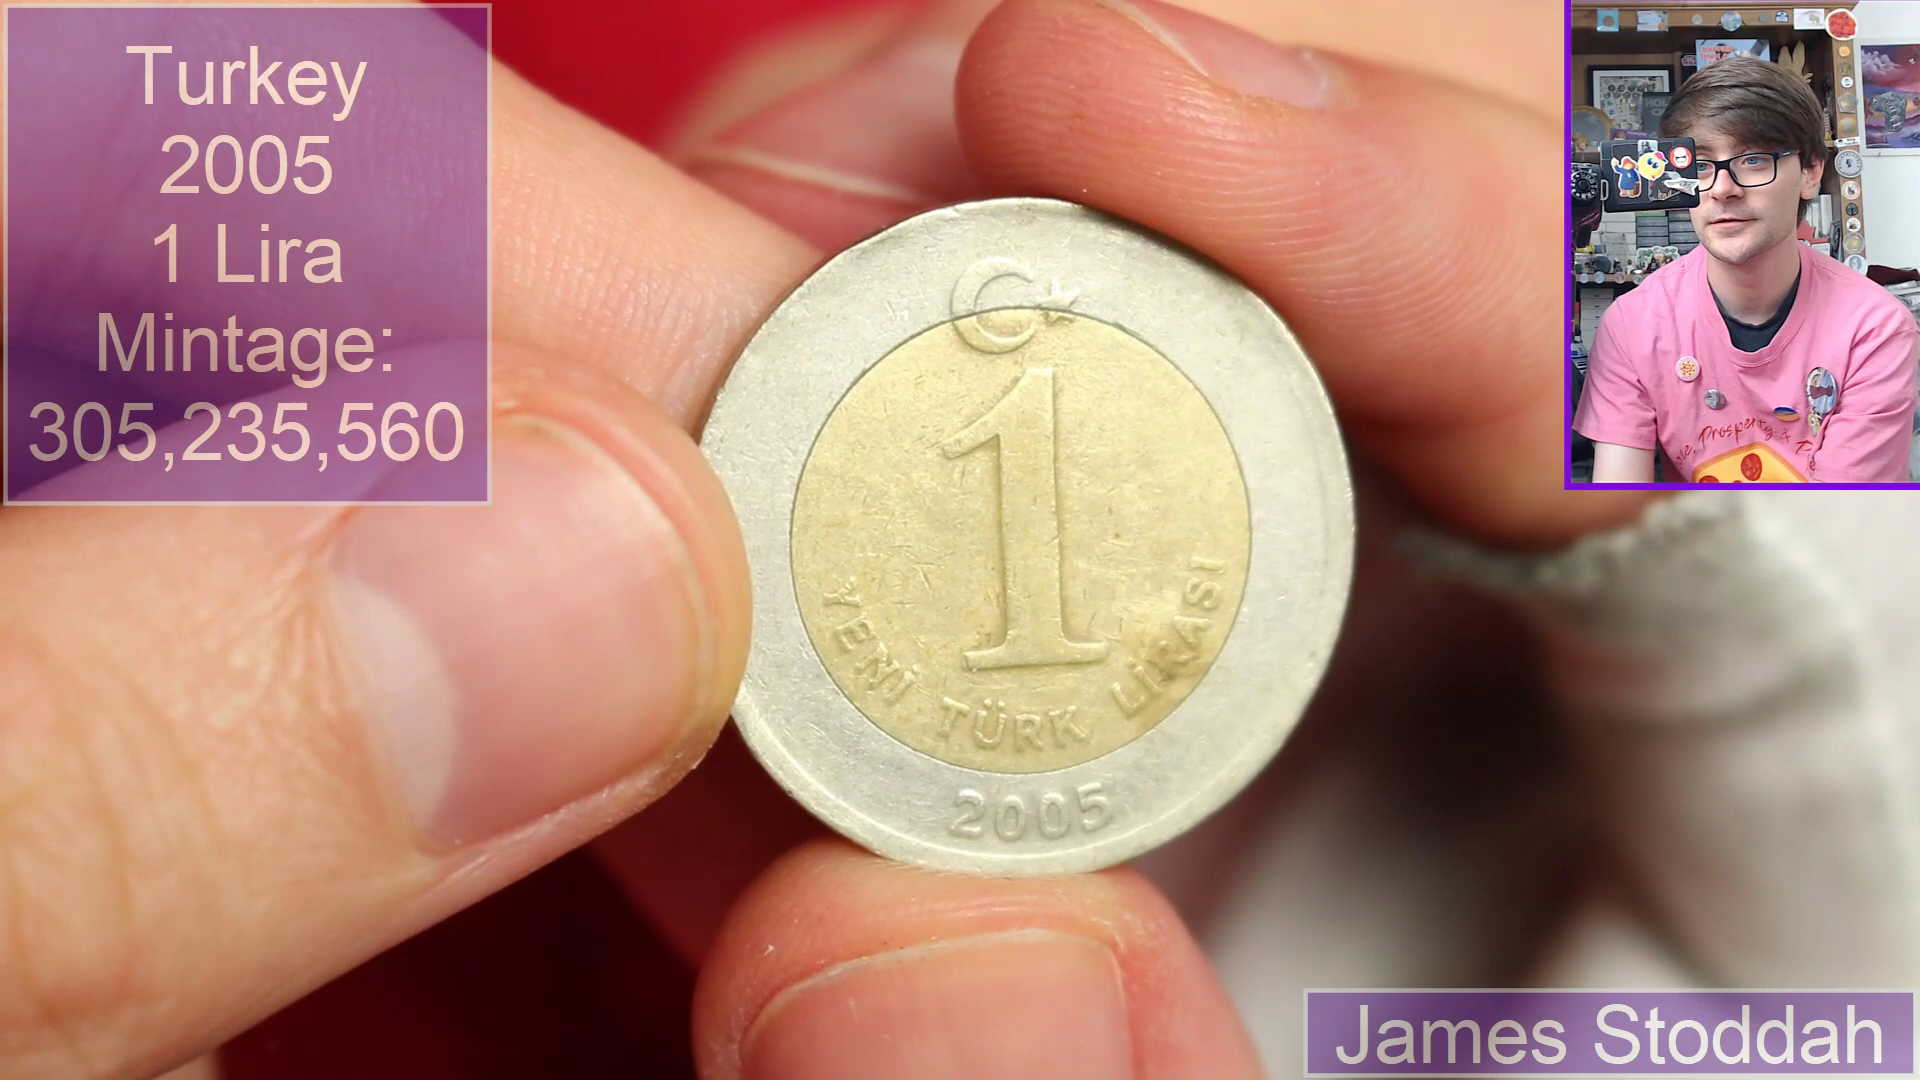 Turkey
2005
1 Lira
Mintage:
305,235,560
1
YENİ TÜRK LİRASI
2005
James Stoddah